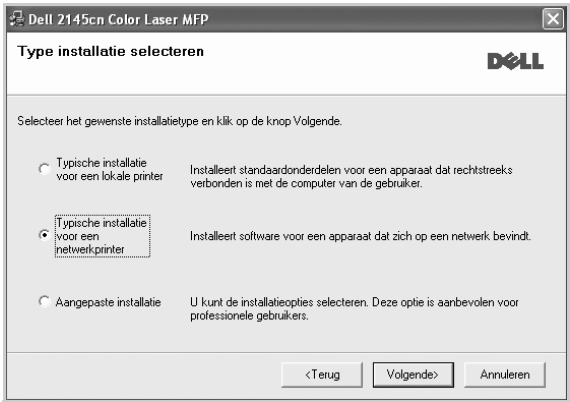 Dell 2145cn Color Laser MFP
Type installatie selecteren
DELL
Selecteer het gewenste installatietype en klik op de knop Volgende.
Typische installatie
voor een lokale printer
Installeert standaardonderdelen voor een apparaat dat rechtstreeks
verbonden is met de computer van de gebruiker.
Typische installatie
voor een
netwerkprinter
Installeert software voor een apparaat dat zich op een netwerk bevindt.
Aangepaste installatie
U kunt de installatieopties selecteren. Deze optie is aanbevolen voor
professionele gebruikers.
<Terug
Volgende>
Annuleren